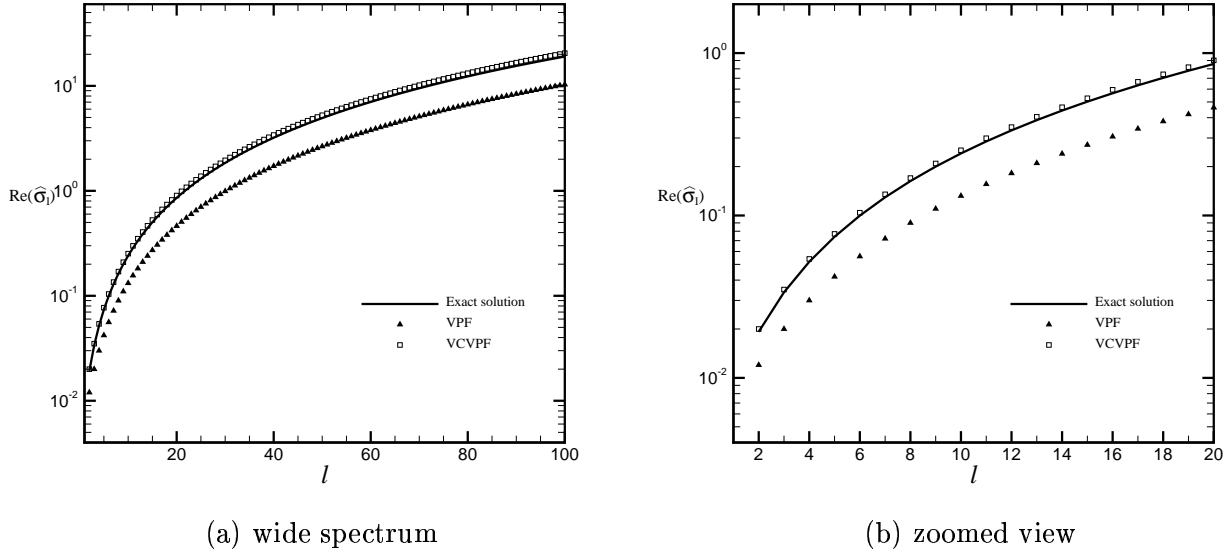 10^1
10^0
10^-1
10^-2
Re(σ̂_l)
20 40 60 80 100
l
Exact solution
VPF
VCVPF
(a) wide spectrum
10^0
10^-1
10^-2
Re(σ̂_l)
2 4 6 8 10 12 14 16 18 20
l
Exact solution
VPF
VCVPF
(b) zoomed view